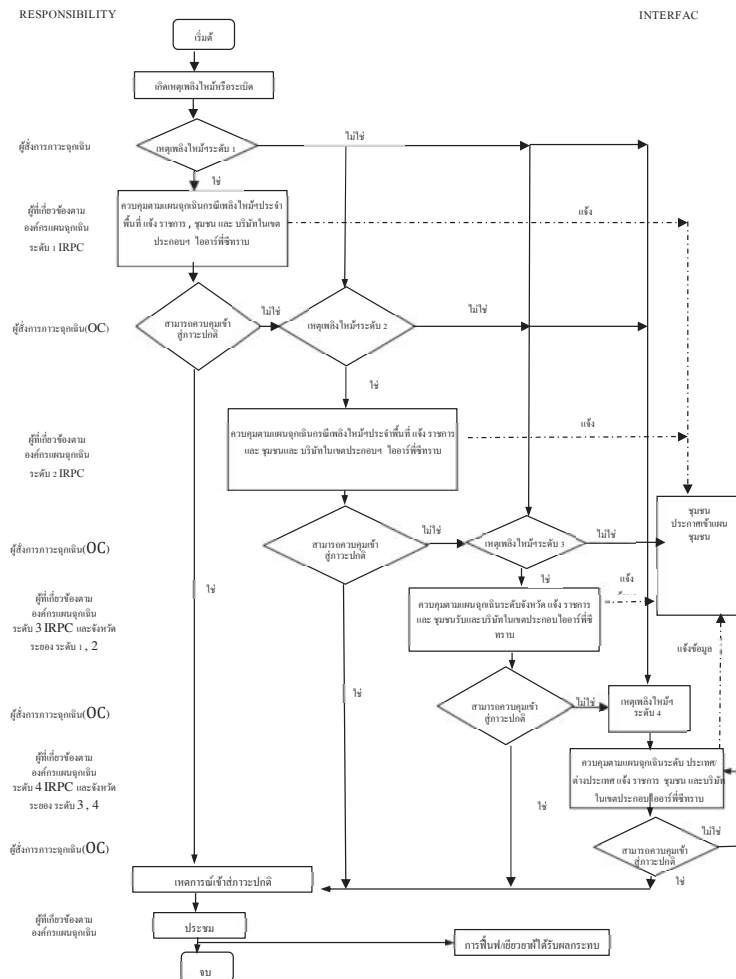 RESPONSIBILITY
INTERFAC
เริ่มต้
เกิดเหตุเพลิงไหม้หรือระเบิด
ผู้สั่งการภาวะฉุกเฉิน
เหตุเพลิงไหม้ฯระดับ 1
ไม่ใช่
ใช่
ผู้ที่เกี่ยวข้องตาม
องค์กรแผนฉุกเฉิน
ระดับ 1 IRPC
ควบคุมตามแผนฉุกเฉินกรณีเพลิงไหม้ฯประจำ
พื้นที่ แจ้ง ราชการ , ชุมชน และ บริษัทในเขต
ประกอบฯ ไออาร์พีซีทราบ
แจ้ง
ผู้สั่งการภาวะฉุกเฉิน(OC)
สามารถควบคุมเข้า
สู่ภาวะปกติ
ไม่ใช่
เหตุเพลิงไหม้ฯระดับ 2
ไม่ใช่
ใช่
ผู้ที่เกี่ยวข้องตาม
องค์กรแผนฉุกเฉิน
ระดับ 2 IRPC
ควบคุมตามแผนฉุกเฉินกรณีเพลิงไหม้ฯประจำพื้นที่ แจ้ง ราชการ
และ ชุมชนและ บริษัทในเขตประกอบฯ ไออาร์พีซีทราบ
แจ้ง
ชุมชน
ประกาศเข้าแผน
ชุมชน
ผู้สั่งการภาวะฉุกเฉิน(OC)
สามารถควบคุมเข้า
สู่ภาวะปกติ
ไม่ใช่
เหตุเพลิงไหม้ฯระดับ 3
ไม่ใช่
ใช่
ใช่
แจ้ง
ผู้ที่เกี่ยวข้องตาม
องค์กรแผนฉุกเฉิน
ระดับ 3 IRPC และจังหวัด
ระยอง ระดับ 1 , 2
ควบคุมตามแผนฉุกเฉินระดับจังหวัด แจ้ง ราชการ
และ ชุมชนรับและบริษัทในเขตประกอบไออาร์พีซี
ทราบ
แจ้งข้อมูล
ใช่
ผู้สั่งการภาวะฉุกเฉิน(OC)
สามารถควบคุมเข้า
สู่ภาวะปกติ
ไม่ใช่
เหตุเพลิงไหม้ฯ
ระดับ 4
ผู้ที่เกี่ยวข้องตาม
องค์กรแผนฉุกเฉิน
ระดับ 4 IRPC และจังหวัด
ระยอง ระดับ 3 , 4
ควบคุมตามแผนฉุกเฉินระดับ ประเทศ/
ต่างประเทศ แจ้ง ราชการ ชุมชน และบริษัท
ในเขตประกอบไออาร์พีซีทราบ
ใช่
ไม่ใช่
ผู้สั่งการภาวะฉุกเฉิน(OC)
สามารถควบคุมเข้า
สู่ภาวะปกติ
ใช่
เหตการณ์เข้าสู่ภาวะปกติ
ผู้ที่เกี่ยวข้องตาม
องค์กรแผนฉุกเฉิน
ประชม
การฟื้นฟ/เยียวยาผ้ได้รับผลกระทบ
จบ